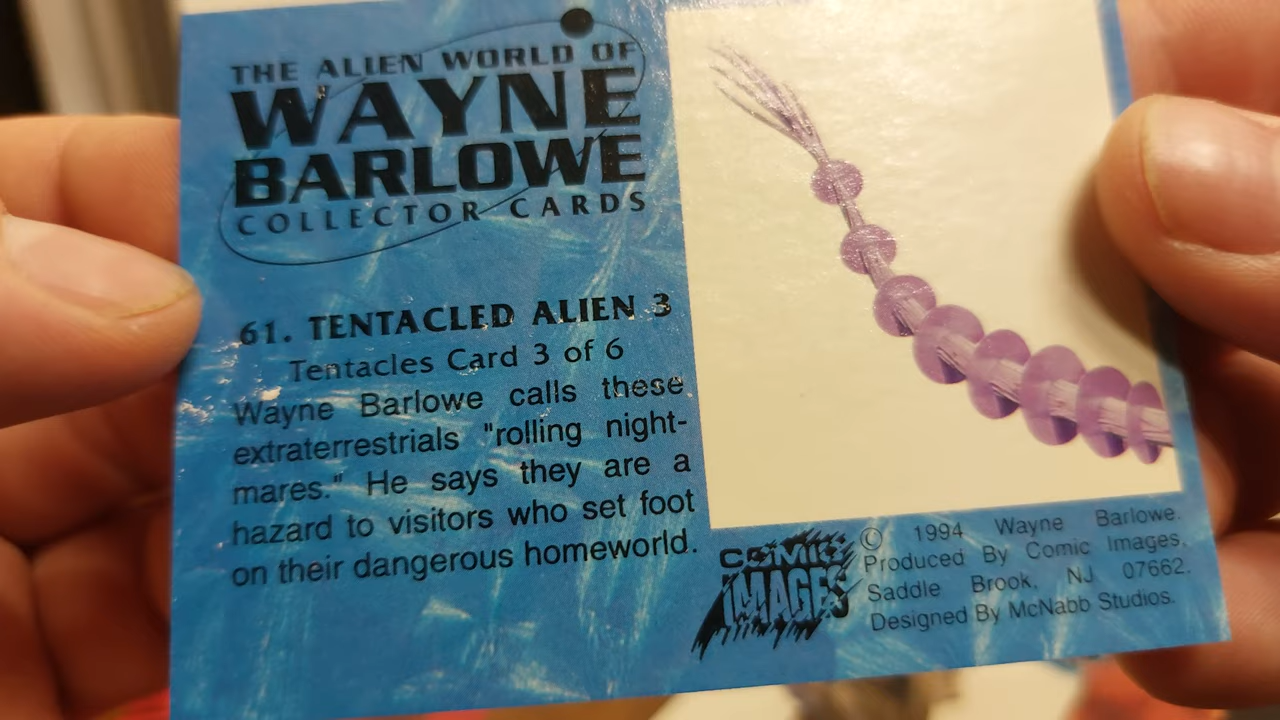 THE ALIEN WORLD OF
WAYNE
BARLOWE
COLLECTOR CARDS
61. TENTACLED ALIEN 3
Tentacles Card 3 of 6
Wayne Barlowe calls these
extraterrestrials "rolling night-
mares." He says they are a
hazard to visitors who set foot
on their dangerous homeworld.
COMIC
IMAGES
© 1994 Wayne Barlowe.
Produced By Comic Images,
Saddle Brook, NJ 07662.
Designed By McNabb Studios.